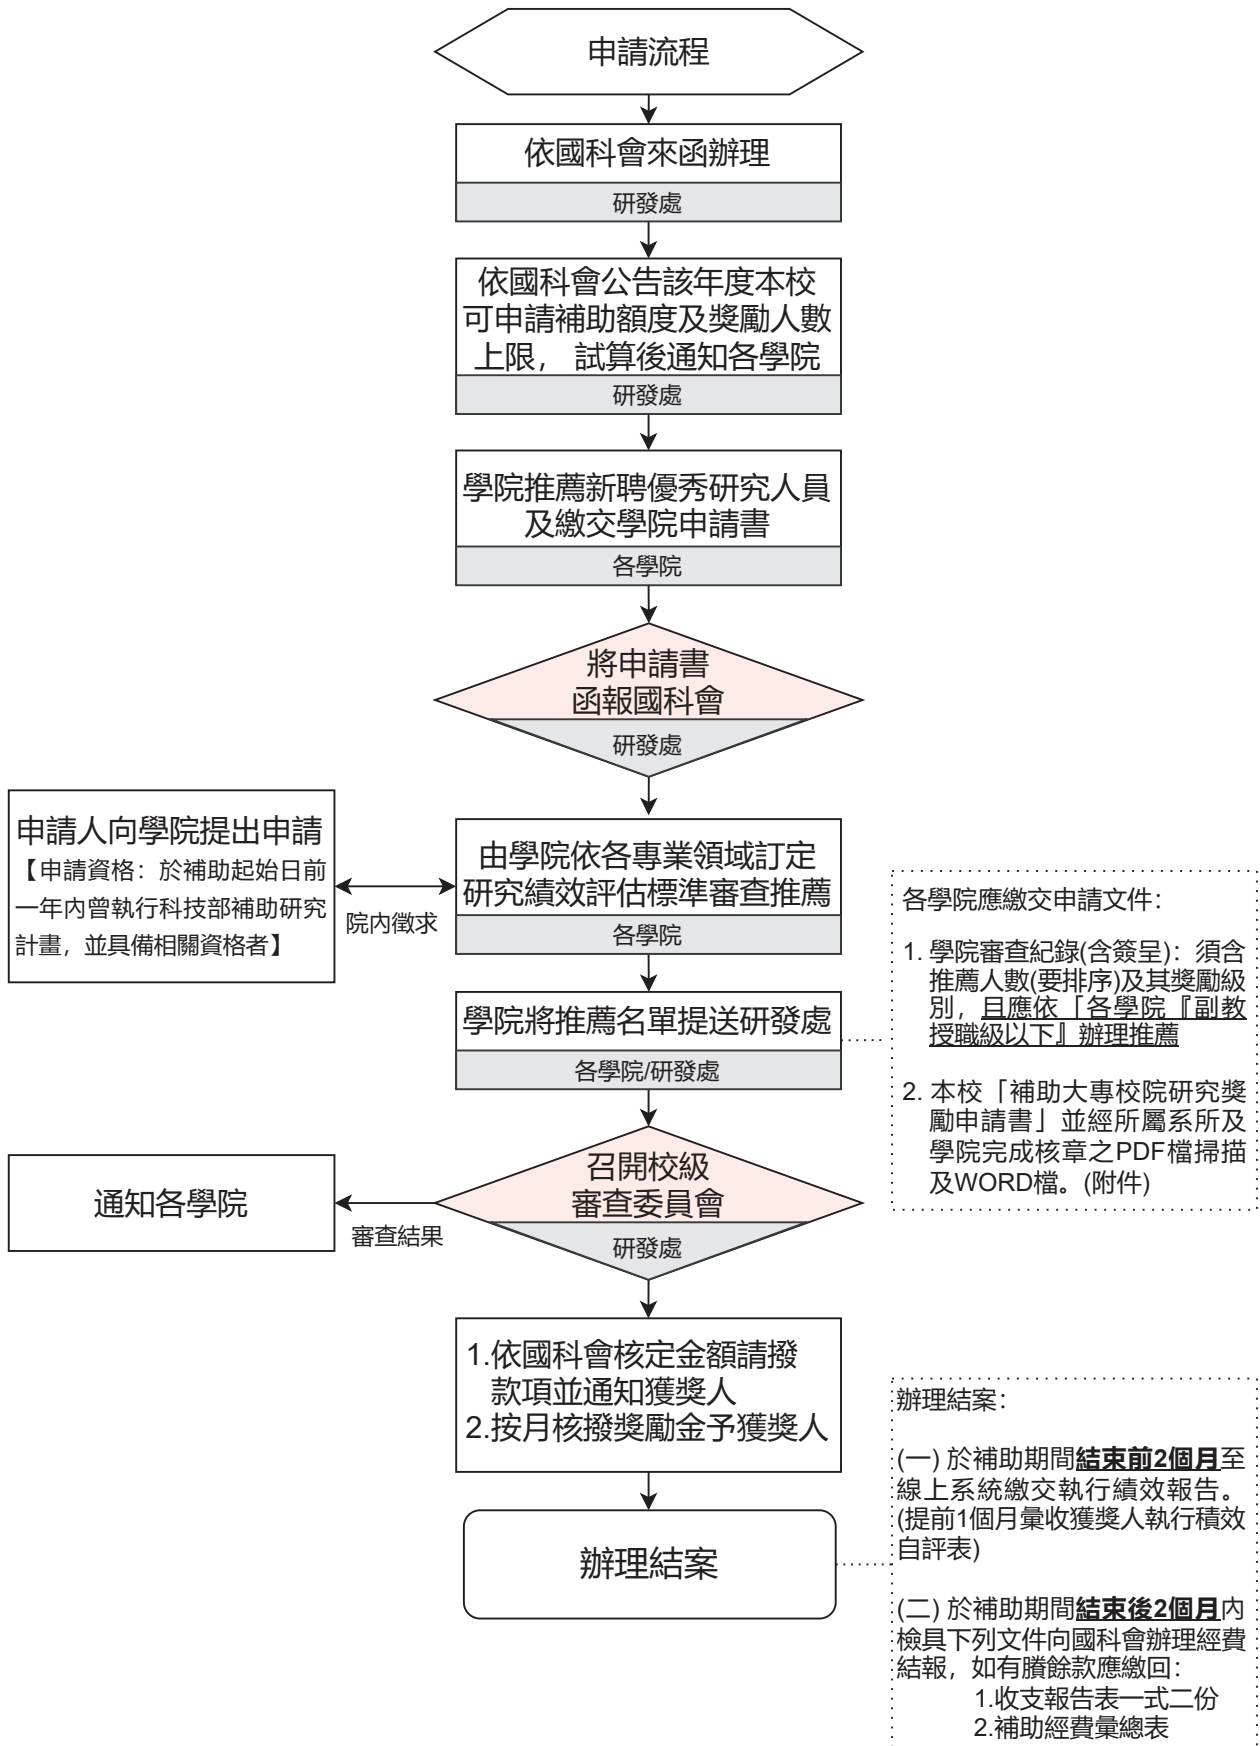 申請流程
依國科會來函辦理
研發處
依國科會公告該年度本校
可申請補助額度及獎勵人數
上限， 試算後通知各學院
研發處
學院推薦新聘優秀研究人員
及繳交學院申請書
各學院
將申請書
函報國科會
研發處
申請人向學院提出申請
【申請資格：於補助起始日前
一年內曾執行科技部補助研究
計畫，並具備相關資格者】
院內徵求
由學院依各專業領域訂定
研究績效評估標準審查推薦
各學院
學院將推薦名單提送研發處
各學院/研發處
各學院應繳交申請文件：
1. 學院審查紀錄(含簽呈)：須含
推薦人數(要排序)及其獎勵級
別，且應依「各學院『副教
授職級以下』辦理推薦
2. 本校「補助大專校院研究獎
勵申請書」並經所屬系所及
學院完成核章之PDF檔掃描
及WORD檔。(附件)
召開校級
審查委員會
研發處
審查結果
通知各學院
1.依國科會核定金額請撥
款項並通知獲獎人
2.按月核撥獎勵金予獲獎人
辦理結案
辦理結案：
(一) 於補助期間結束前2個月至
線上系統繳交執行績效報告。
(提前1個月彙收獲獎人執行積效
自評表)
(二) 於補助期間結束後2個月內
檢具下列文件向國科會辦理經費
結報，如有賸餘款應繳回：
1.收支報告表一式二份
2.補助經費彙總表